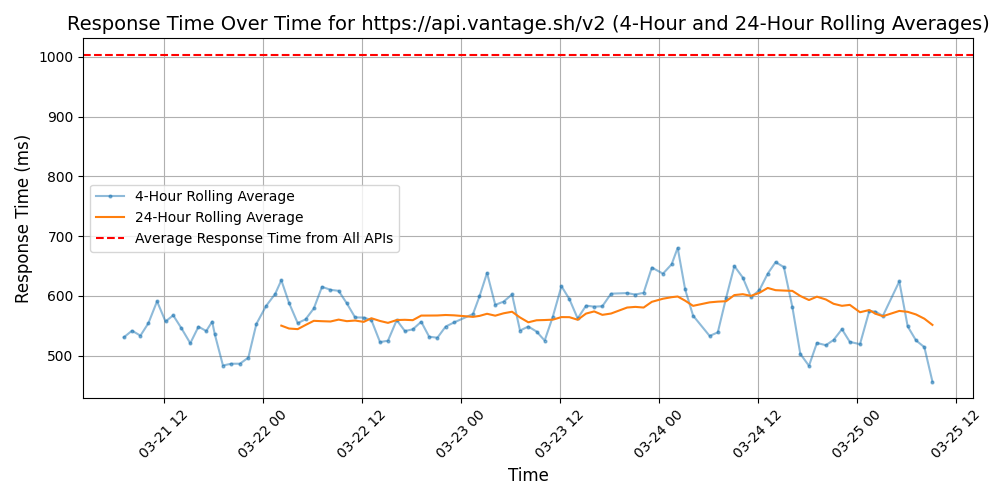 Response Time Over Time for https://api.vantage.sh/v2 (4-Hour and 24-Hour Rolling Averages)
Response Time (ms)
1000
900
800
700
600
500
4-Hour Rolling Average
24-Hour Rolling Average
Average Response Time from All APIs
03-21 12
03-22 00
03-22 12
03-23 00
03-23 12
03-24 00
03-24 12
03-25 00
03-25 12
Time